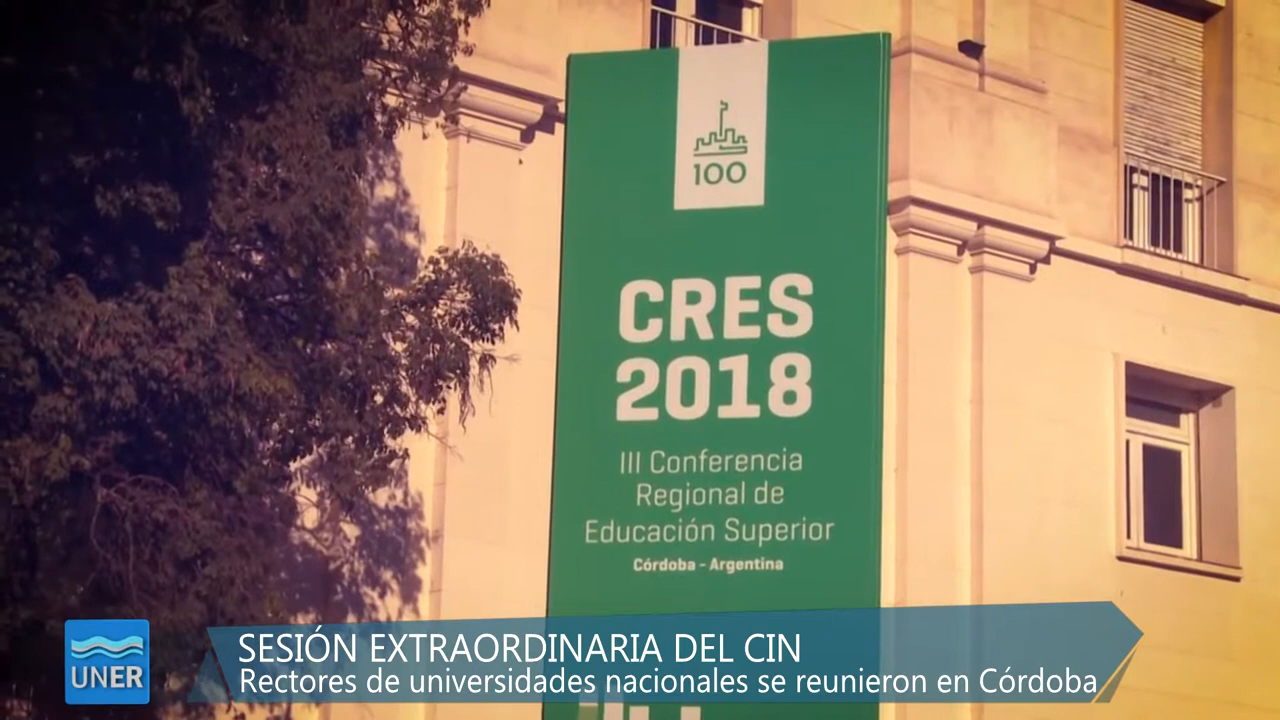 100
CRES
2018
III Conferencia
Regional de
Educación Superior
Córdoba - Argentina
UNER
SESIÓN EXTRAORDINARIA DEL CIN
Rectores de universidades nacionales se reunieron en Córdoba